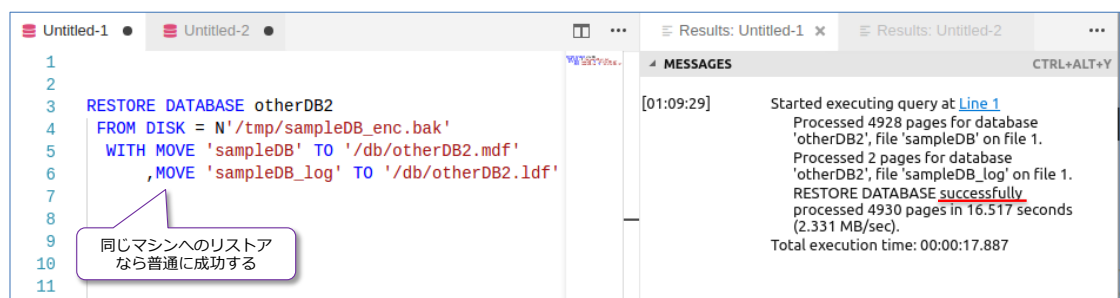 Untitled-1
Untitled-2
1
2
3 RESTORE DATABASE otherDB2
4 FROM DISK = N'/tmp/sampleDB_enc.bak'
5 WITH MOVE 'sampleDB' TO '/db/otherDB2.mdf'
6 ,MOVE 'sampleDB_log' TO '/db/otherDB2.ldf'
7
8
9
10
11
同じマシンへのリストア
なら普通に成功する
Results: Untitled-1
Results: Untitled-2
MESSAGES CTRL+ALT+Y
[01:09:29] Started executing query at Line 1
Processed 4928 pages for database
'otherDB2', file 'sampleDB' on file 1.
Processed 2 pages for database
'otherDB2', file 'sampleDB_log' on file 1.
RESTORE DATABASE successfully
processed 4930 pages in 16.517 seconds
(2.331 MB/sec).
Total execution time: 00:00:17.887